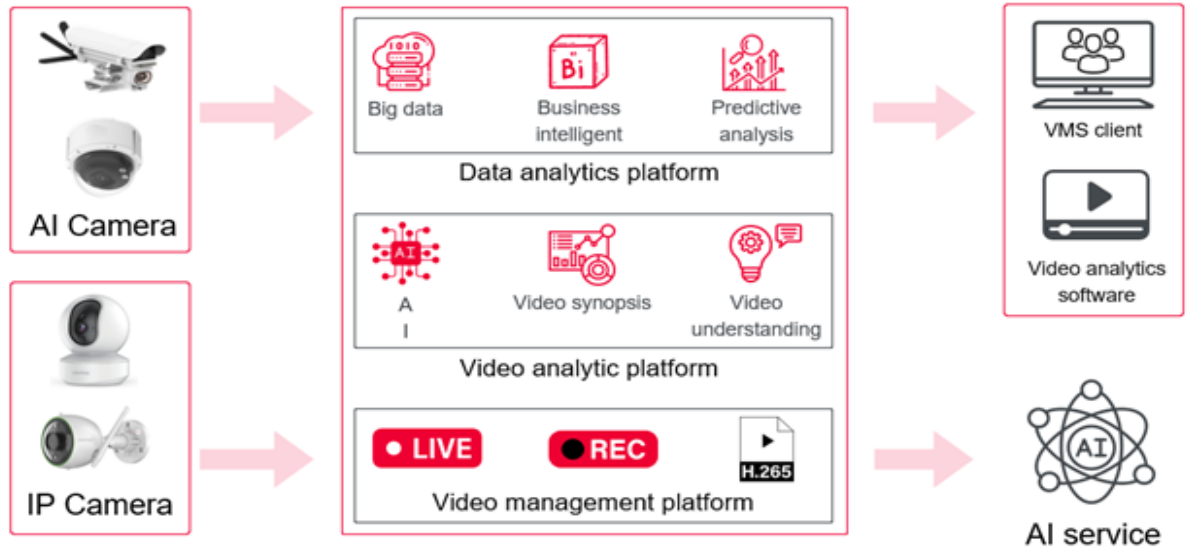 AI Camera
IP Camera
1010
Big data
Bi
Business
intelligent
Predictive
analysis
Data analytics platform
AI
A
I
Video synopsis
Video
understanding
Video analytic platform
LIVE
REC
H.265
Video management platform
VMS client
Video analytics
software
AI
AI service